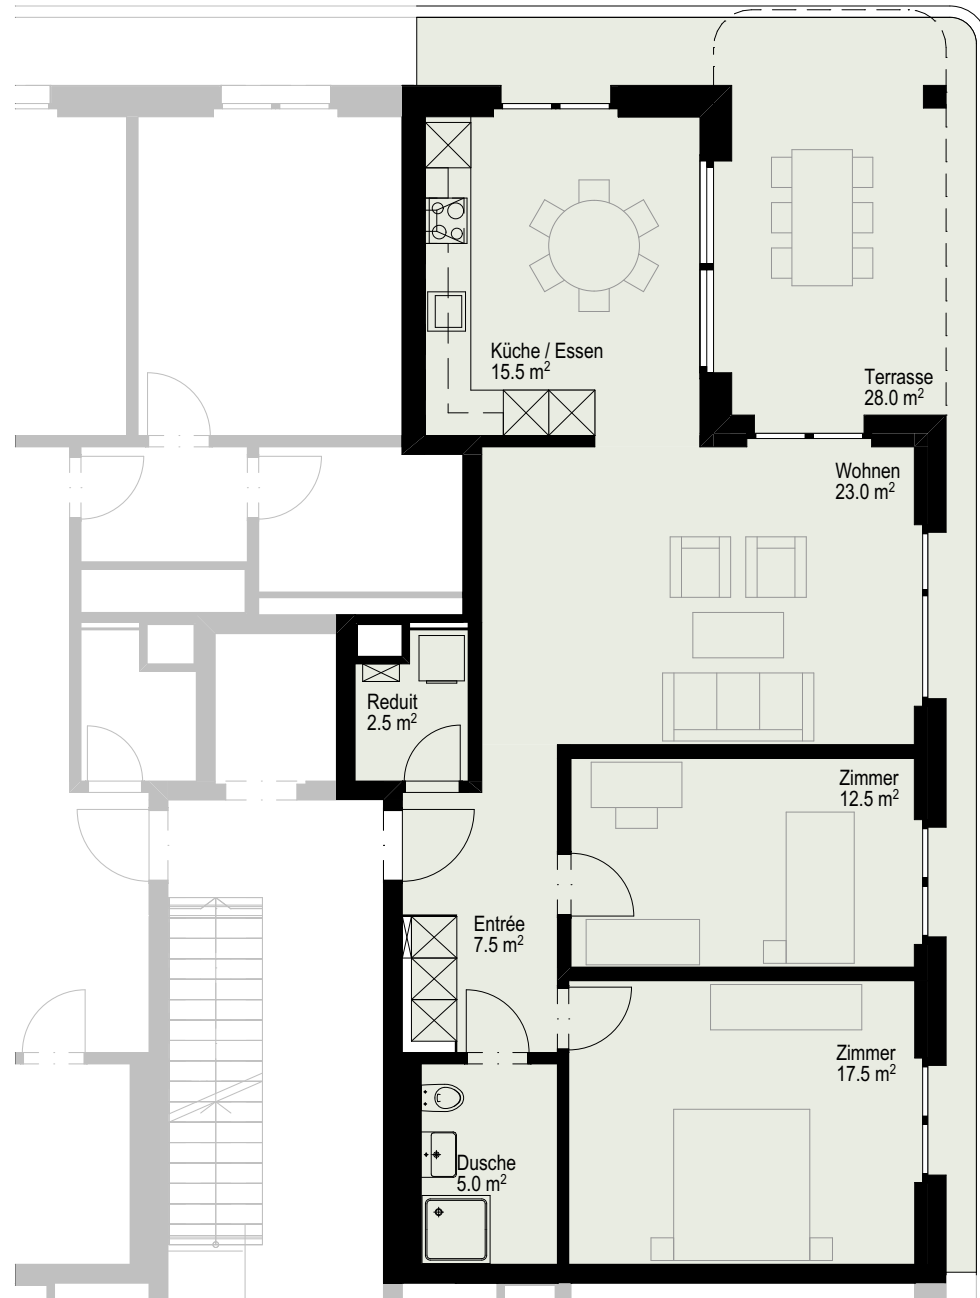 Küche / Essen
15.5 m²
Terrasse
28.0 m²
Wohnen
23.0 m²
Reduit
2.5 m²
Zimmer
12.5 m²
Entrée
7.5 m²
Zimmer
17.5 m²
Dusche
5.0 m²